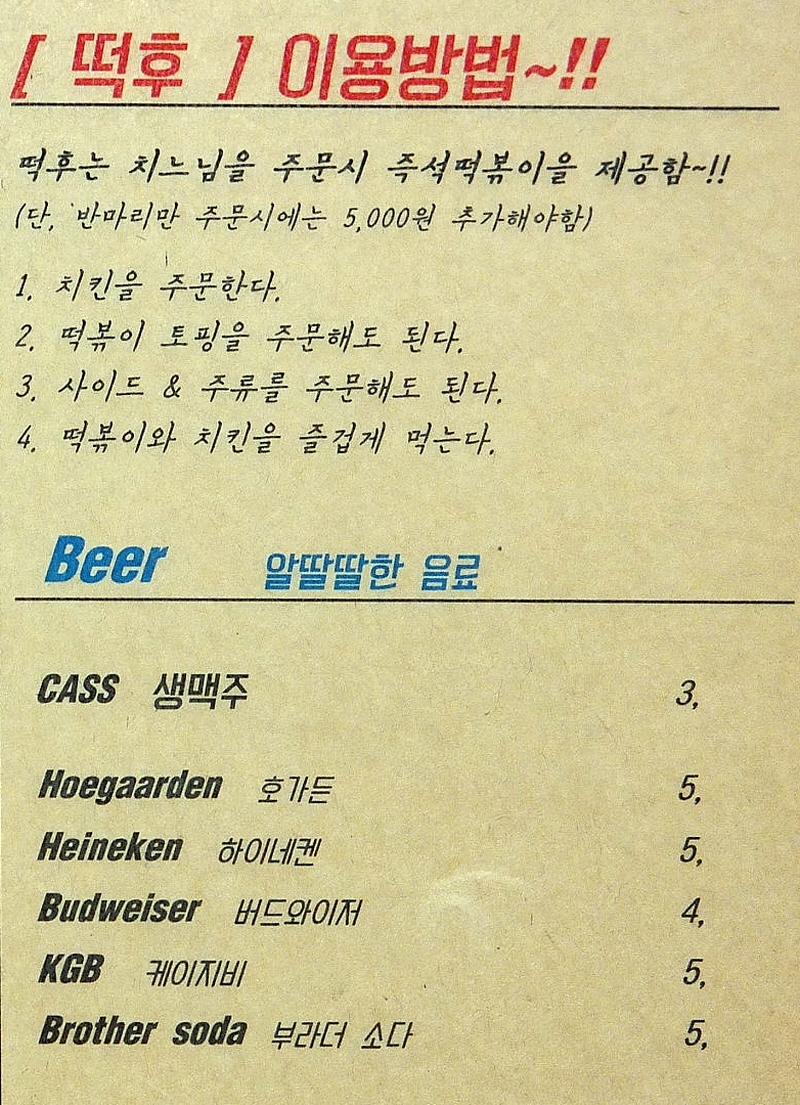 [ 떡후 ] 이용방법~!!
떡후는 치느님을 주문시 즉석떡볶이을 제공함~!!
(단, 반마리만 주문시에는 5,000원 추가해야함)
1. 치킨을 주문한다.
2. 떡볶이 토핑을 주문해도 된다.
3. 사이드 & 주류를 주문해도 된다.
4. 떡볶이와 치킨을 즐겁게 먹는다.
Beer 알딸딸한 음료
CASS 생맥주 3,
Hoegaarden 호가든 5,
Heineken 하이네켄 5,
Budweiser 버드와이저 4,
KGB 케이지비 5,
Brother soda 부라더 소다 5,